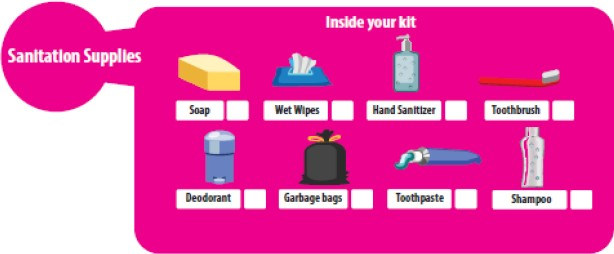 Inside your kit
Sanitation Supplies
Soap
Wet Wipes
Hand Sanitizer
Toothbrush
Deodorant
Garbage bags
Toothpaste
Shampoo